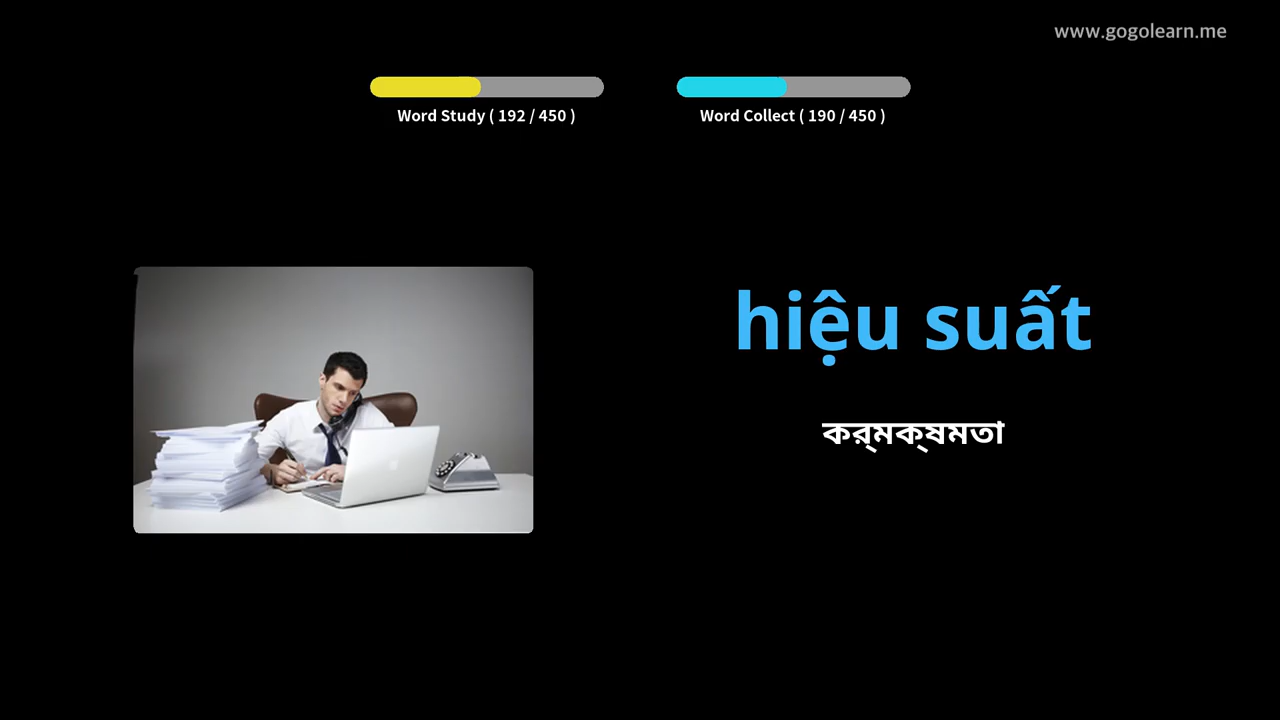 www.gogolearn.me
Word Study ( 192 / 450 )
Word Collect ( 190 / 450 )
hiệu suất
কর্মক্ষমতা